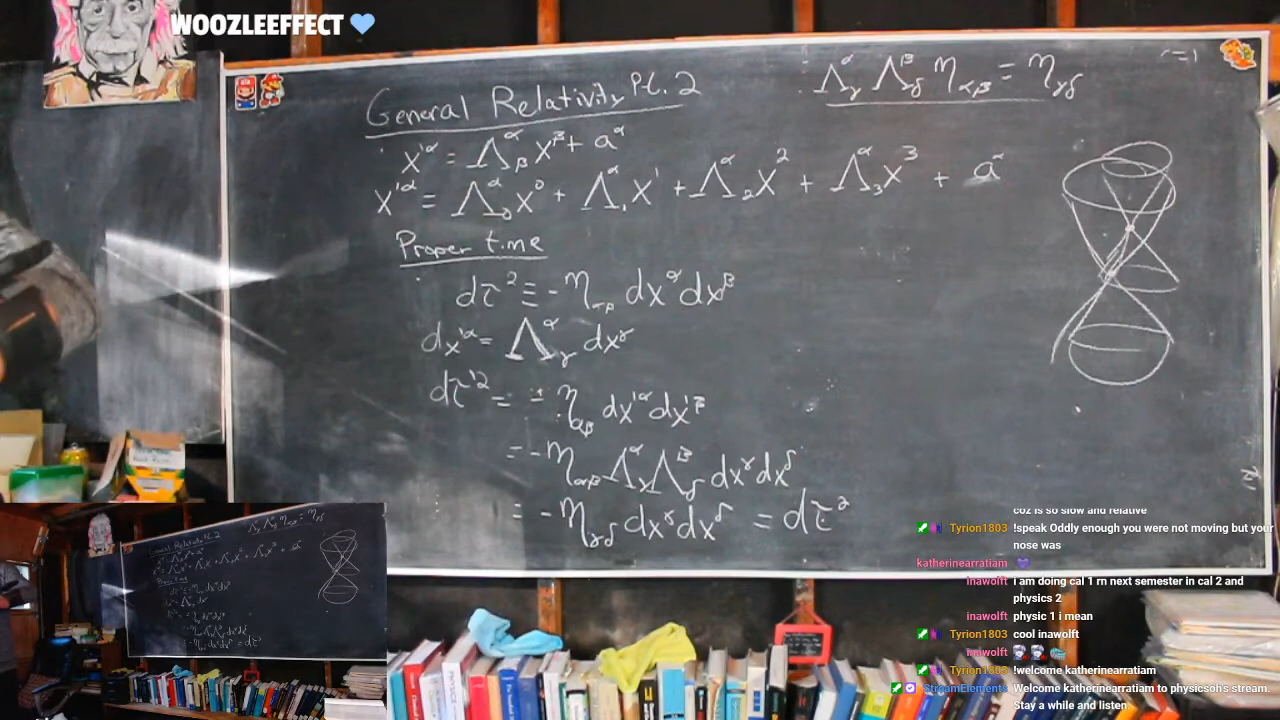 WOOZLEEFFECT 💙
General Relativity Pt. 2
Λ^α_γ Λ^β_δ η_αβ = η_γδ
x'^α = Λ^α_β x^β + a^α
x'^α = Λ^α_0 x^0 + Λ^α_1 x^1 + Λ^α_2 x^2 + Λ^α_3 x^3 + a^α
Proper time
dτ^2 ≡ -η_αβ dx^α dx^β
dx'^α = Λ^α_γ dx^γ
dτ'^2 = -η_αβ dx'^α dx'^β
= -η_αβ Λ^α_γ Λ^β_δ dx^γ dx^δ
= -η_γδ dx^γ dx^δ = dτ^2
coz is so slow and relative
Tyrion1803 !speak Oddly enough you were not moving but your
nose was
katherinearratiam 💜
inawolft i am doing cal 1 rn next semester in cal 2 and
physics 2
inawolft physic 1 i mean
Tyrion1803 cool inawolft
inawolft
Tyrion1803 !welcome katherinearratiam
StreamElements Welcome katherinearratiam to physicsoh's stream.
Stay a while and listen